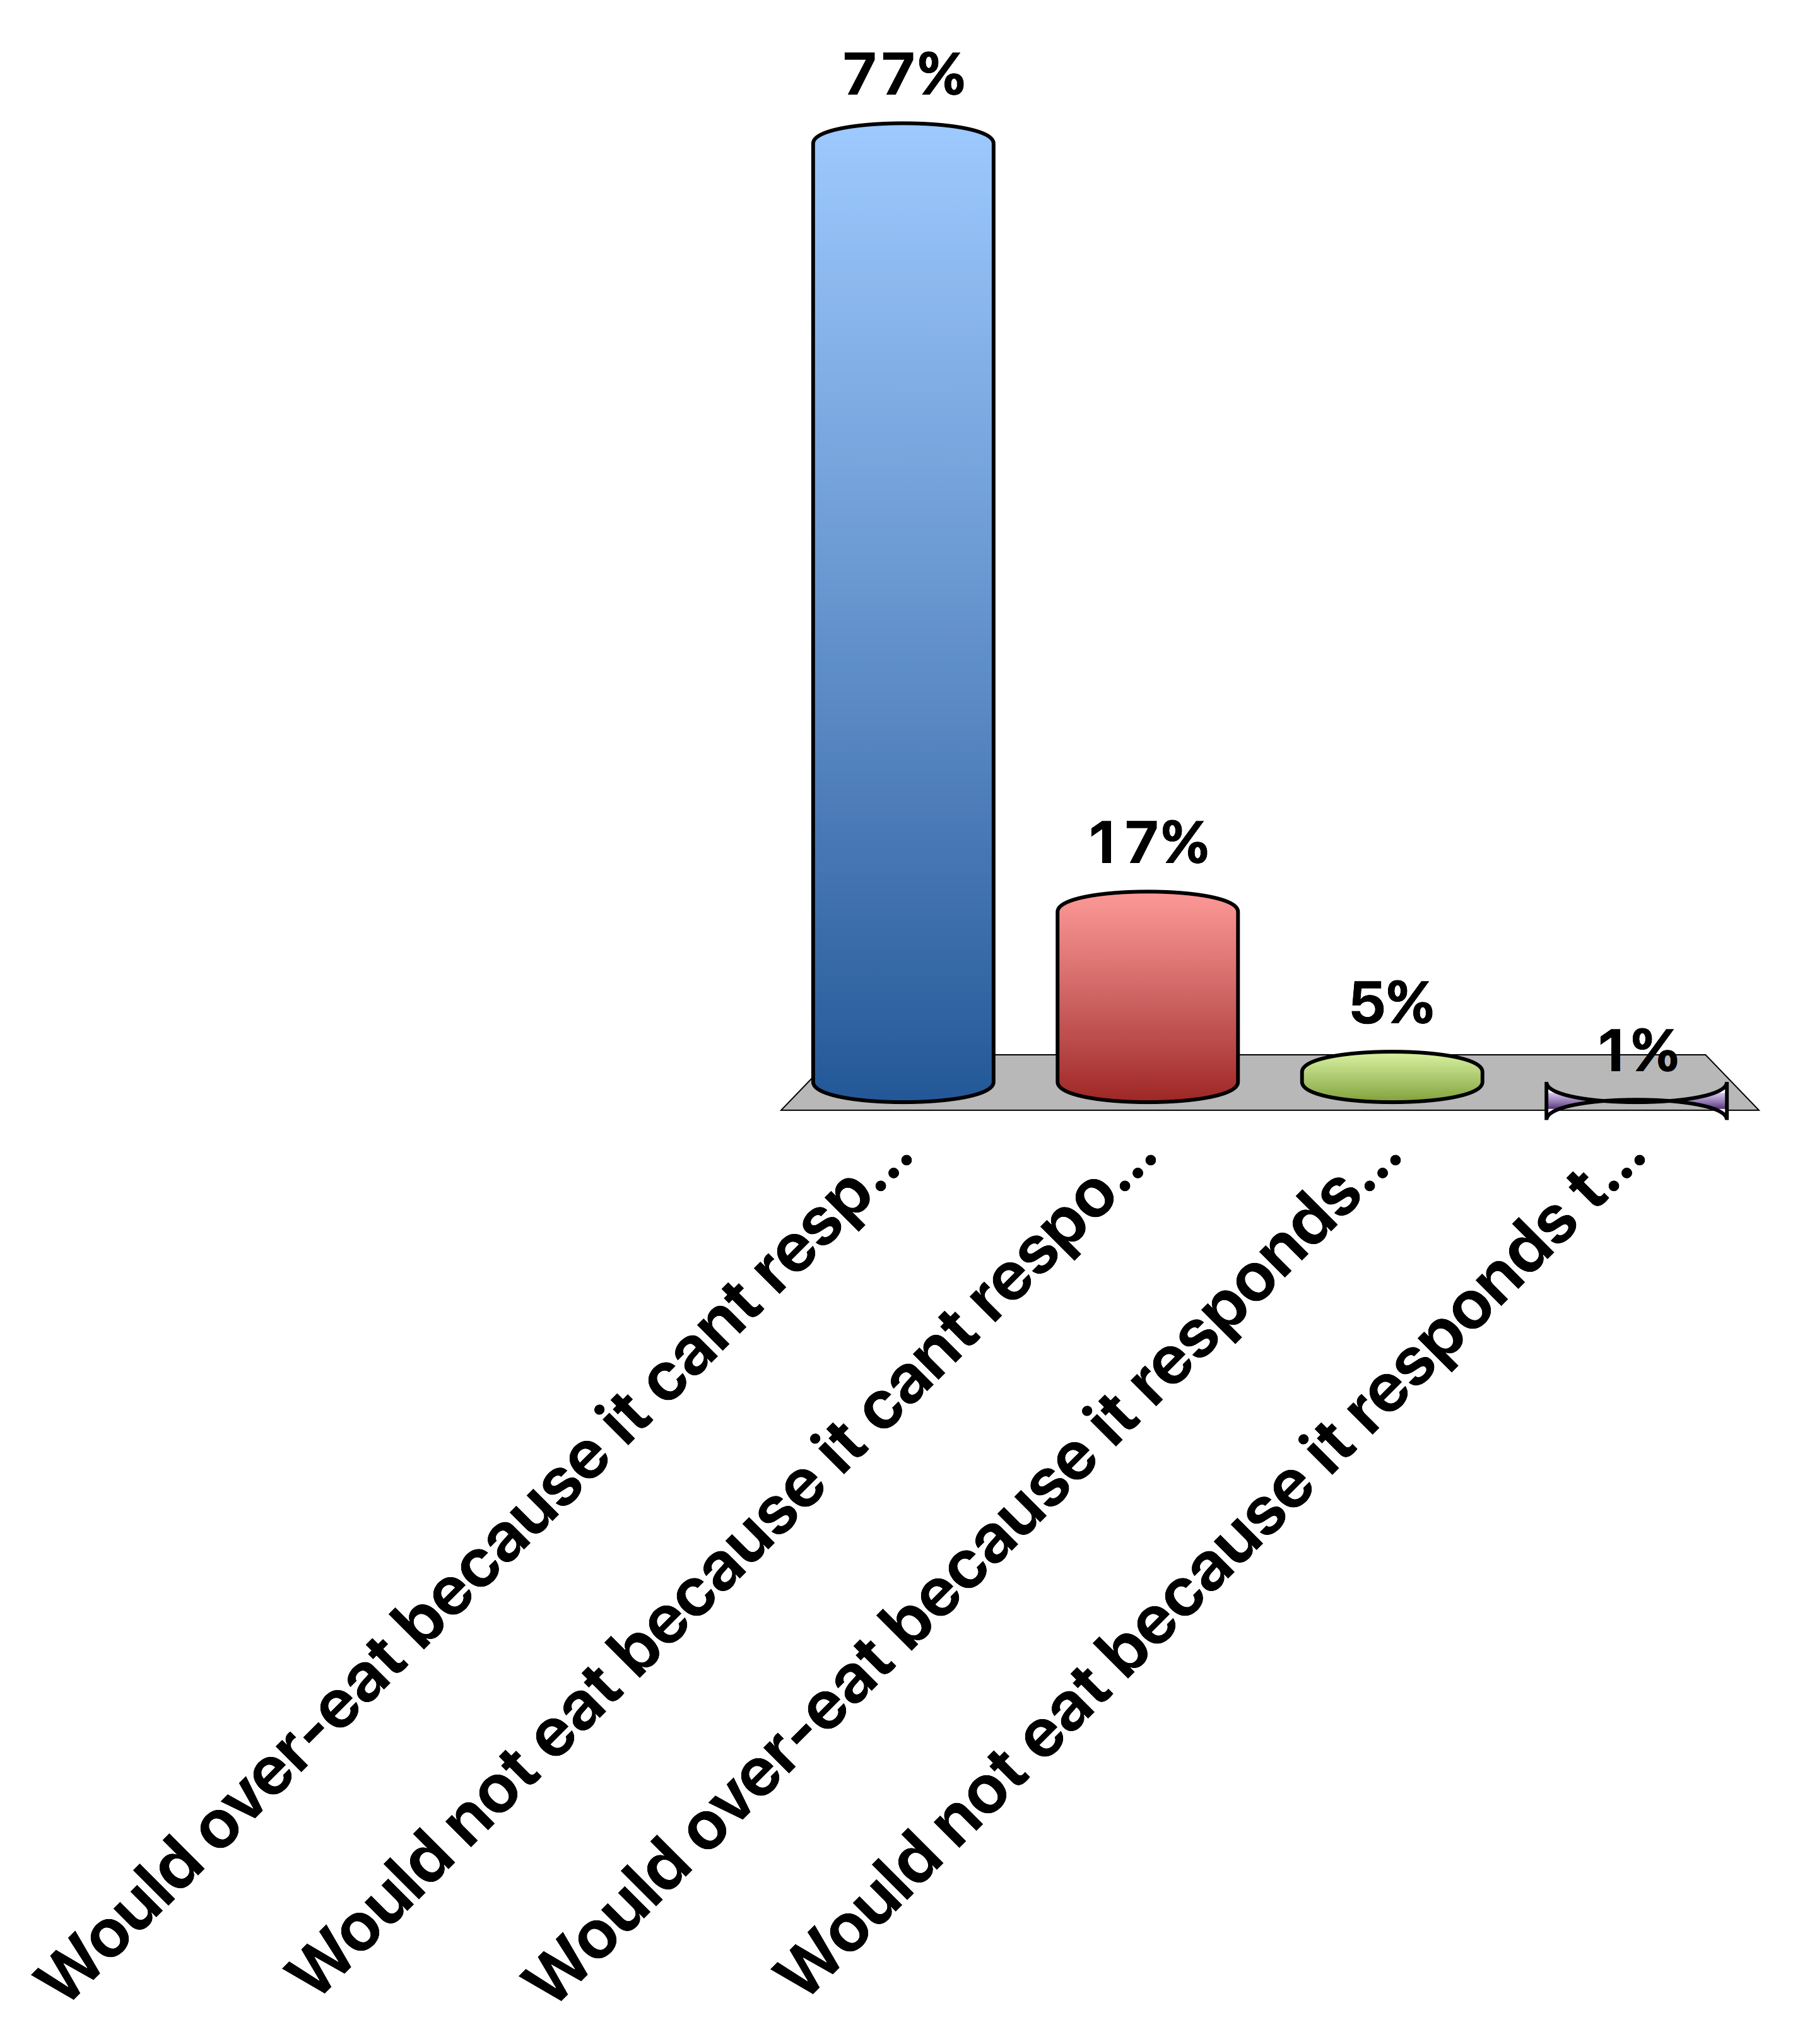 77%
17%
5%
1%
Would over-eat because it cant resp...
Would not eat because it cant respo...
Would over-eat because it responds...
Would not eat because it responds t...